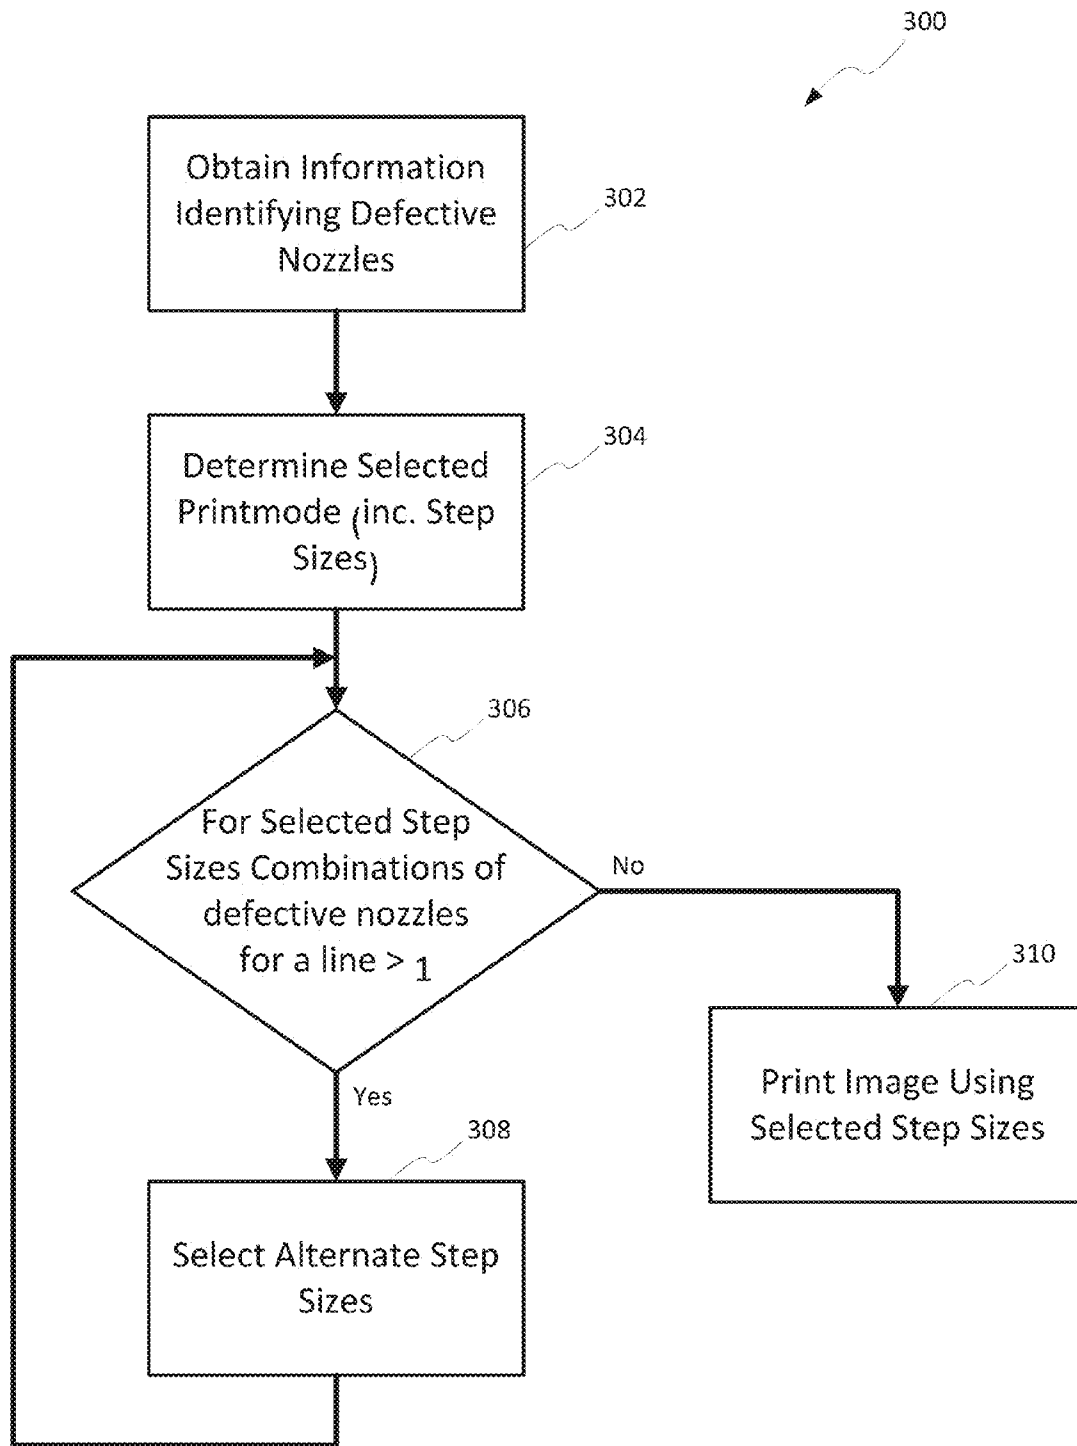 300
Obtain Information
Identifying Defective
Nozzles
302
Determine Selected
Printmode (inc. Step
Sizes)
304
306
For Selected Step
Sizes Combinations of
defective nozzles
for a line > 1
No
Yes
308
Select Alternate Step
Sizes
310
Print Image Using
Selected Step Sizes